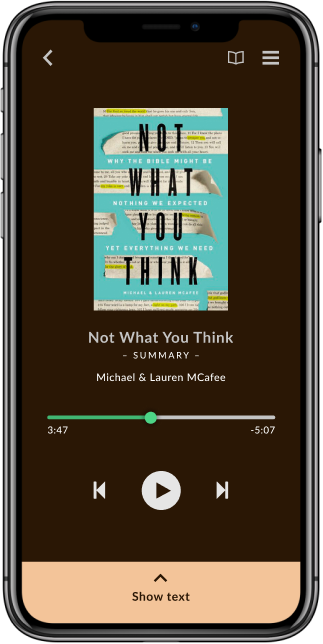 NOT
WHY THE BIBLE MIGHT BE
WHAT
NOTHING WE EXPECTED
YOU
YET EVERYTHING WE NEED
THINK
MICHAEL & LAUREN MCAFEE
Not What You Think
– SUMMARY –
Michael & Lauren MCafee
3:47
-5:07
Show text